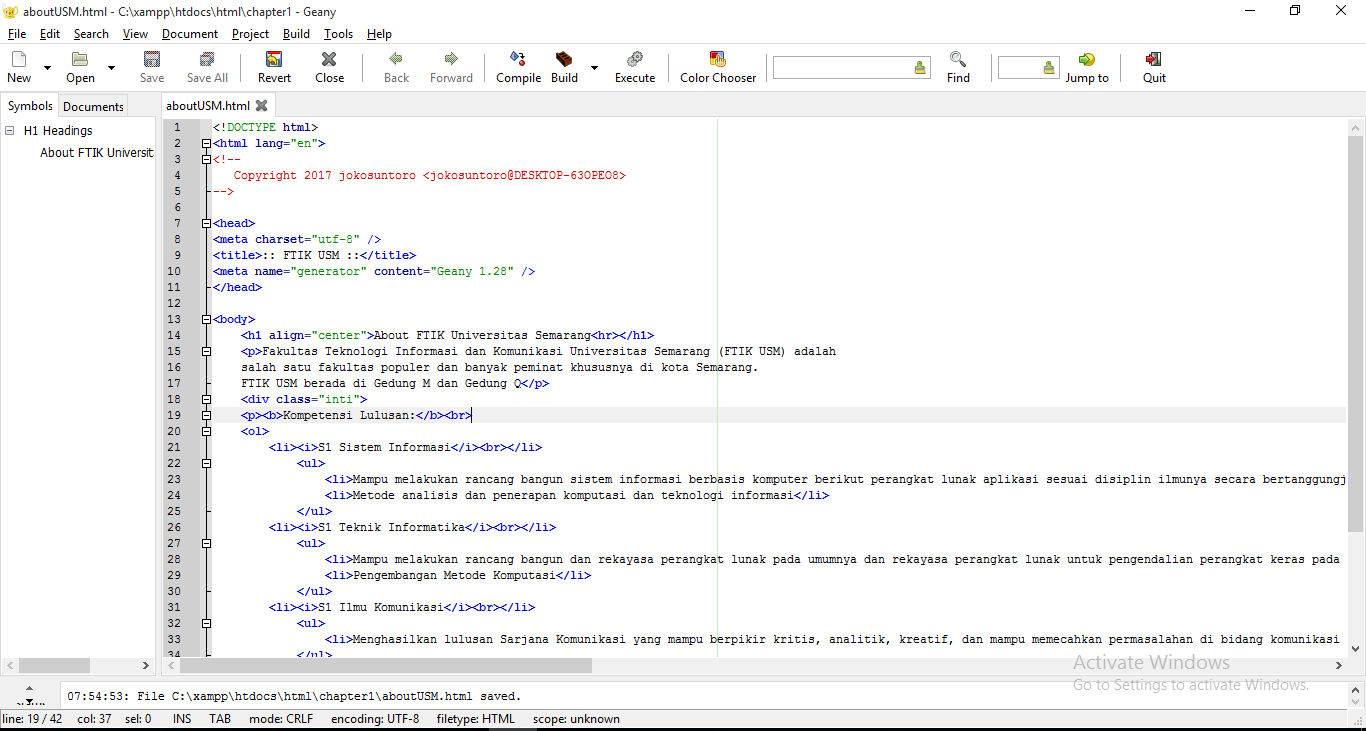 aboutUSM.html - C:\xampp\htdocs\html\chapter1 - Geany
File Edit Search View Document Project Build Tools Help
New Open Save Save All Revert Close Back Forward Compile Build Execute Color Chooser Find Jump to Quit
Symbols Documents aboutUSM.html
H1 Headings
About FTIK Universit
1 <!DOCTYPE html>
2 <html lang="en">
3 <!--
4 Copyright 2017 jokosuntoro <jokosuntoro@DESKTOP-63OPEO8>
5 -->
6
7 <head>
8 <meta charset="utf-8" />
9 <title>:: FTIK USM ::</title>
10 <meta name="generator" content="Geany 1.28" />
11 </head>
12
13 <body>
14 <h1 align="center">About FTIK Universitas Semarang<hr></h1>
15 <p>Fakultas Teknologi Informasi dan Komunikasi Universitas Semarang (FTIK USM) adalah
16 salah satu fakultas populer dan banyak peminat khususnya di kota Semarang.
17 FTIK USM berada di Gedung M dan Gedung Q</p>
18 <div class="inti">
19 <p><b>Kompetensi Lulusan:</b><br>
20 <ol>
21 <li><i>S1 Sistem Informasi</i><br></li>
22 <ul>
23 <li>Mampu melakukan rancang bangun sistem informasi berbasis komputer berikut perangkat lunak aplikasi sesuai disiplin ilmunya secara bertanggungj
24 <li>Metode analisis dan penerapan komputasi dan teknologi informasi</li>
25 </ul>
26 <li><i>S1 Teknik Informatika</i><br></li>
27 <ul>
28 <li>Mampu melakukan rancang bangun dan rekayasa perangkat lunak pada umumnya dan rekayasa perangkat lunak untuk pengendalian perangkat keras pada
29 <li>Pengembangan Metode Komputasi</li>
30 </ul>
31 <li><i>S1 Ilmu Komunikasi</i><br></li>
32 <ul>
33 <li>Menghasilkan lulusan Sarjana Komunikasi yang mampu berpikir kritis, analitik, kreatif, dan mampu memecahkan permasalahan di bidang komunikasi
34 </ul>
Activate Windows
Go to Settings to activate Windows.
07:54:53: File C:\xampp\htdocs\html\chapter1\aboutUSM.html saved.
line: 19 / 42 col: 37 sel: 0 INS TAB mode: CRLF encoding: UTF-8 filetype: HTML scope: unknown